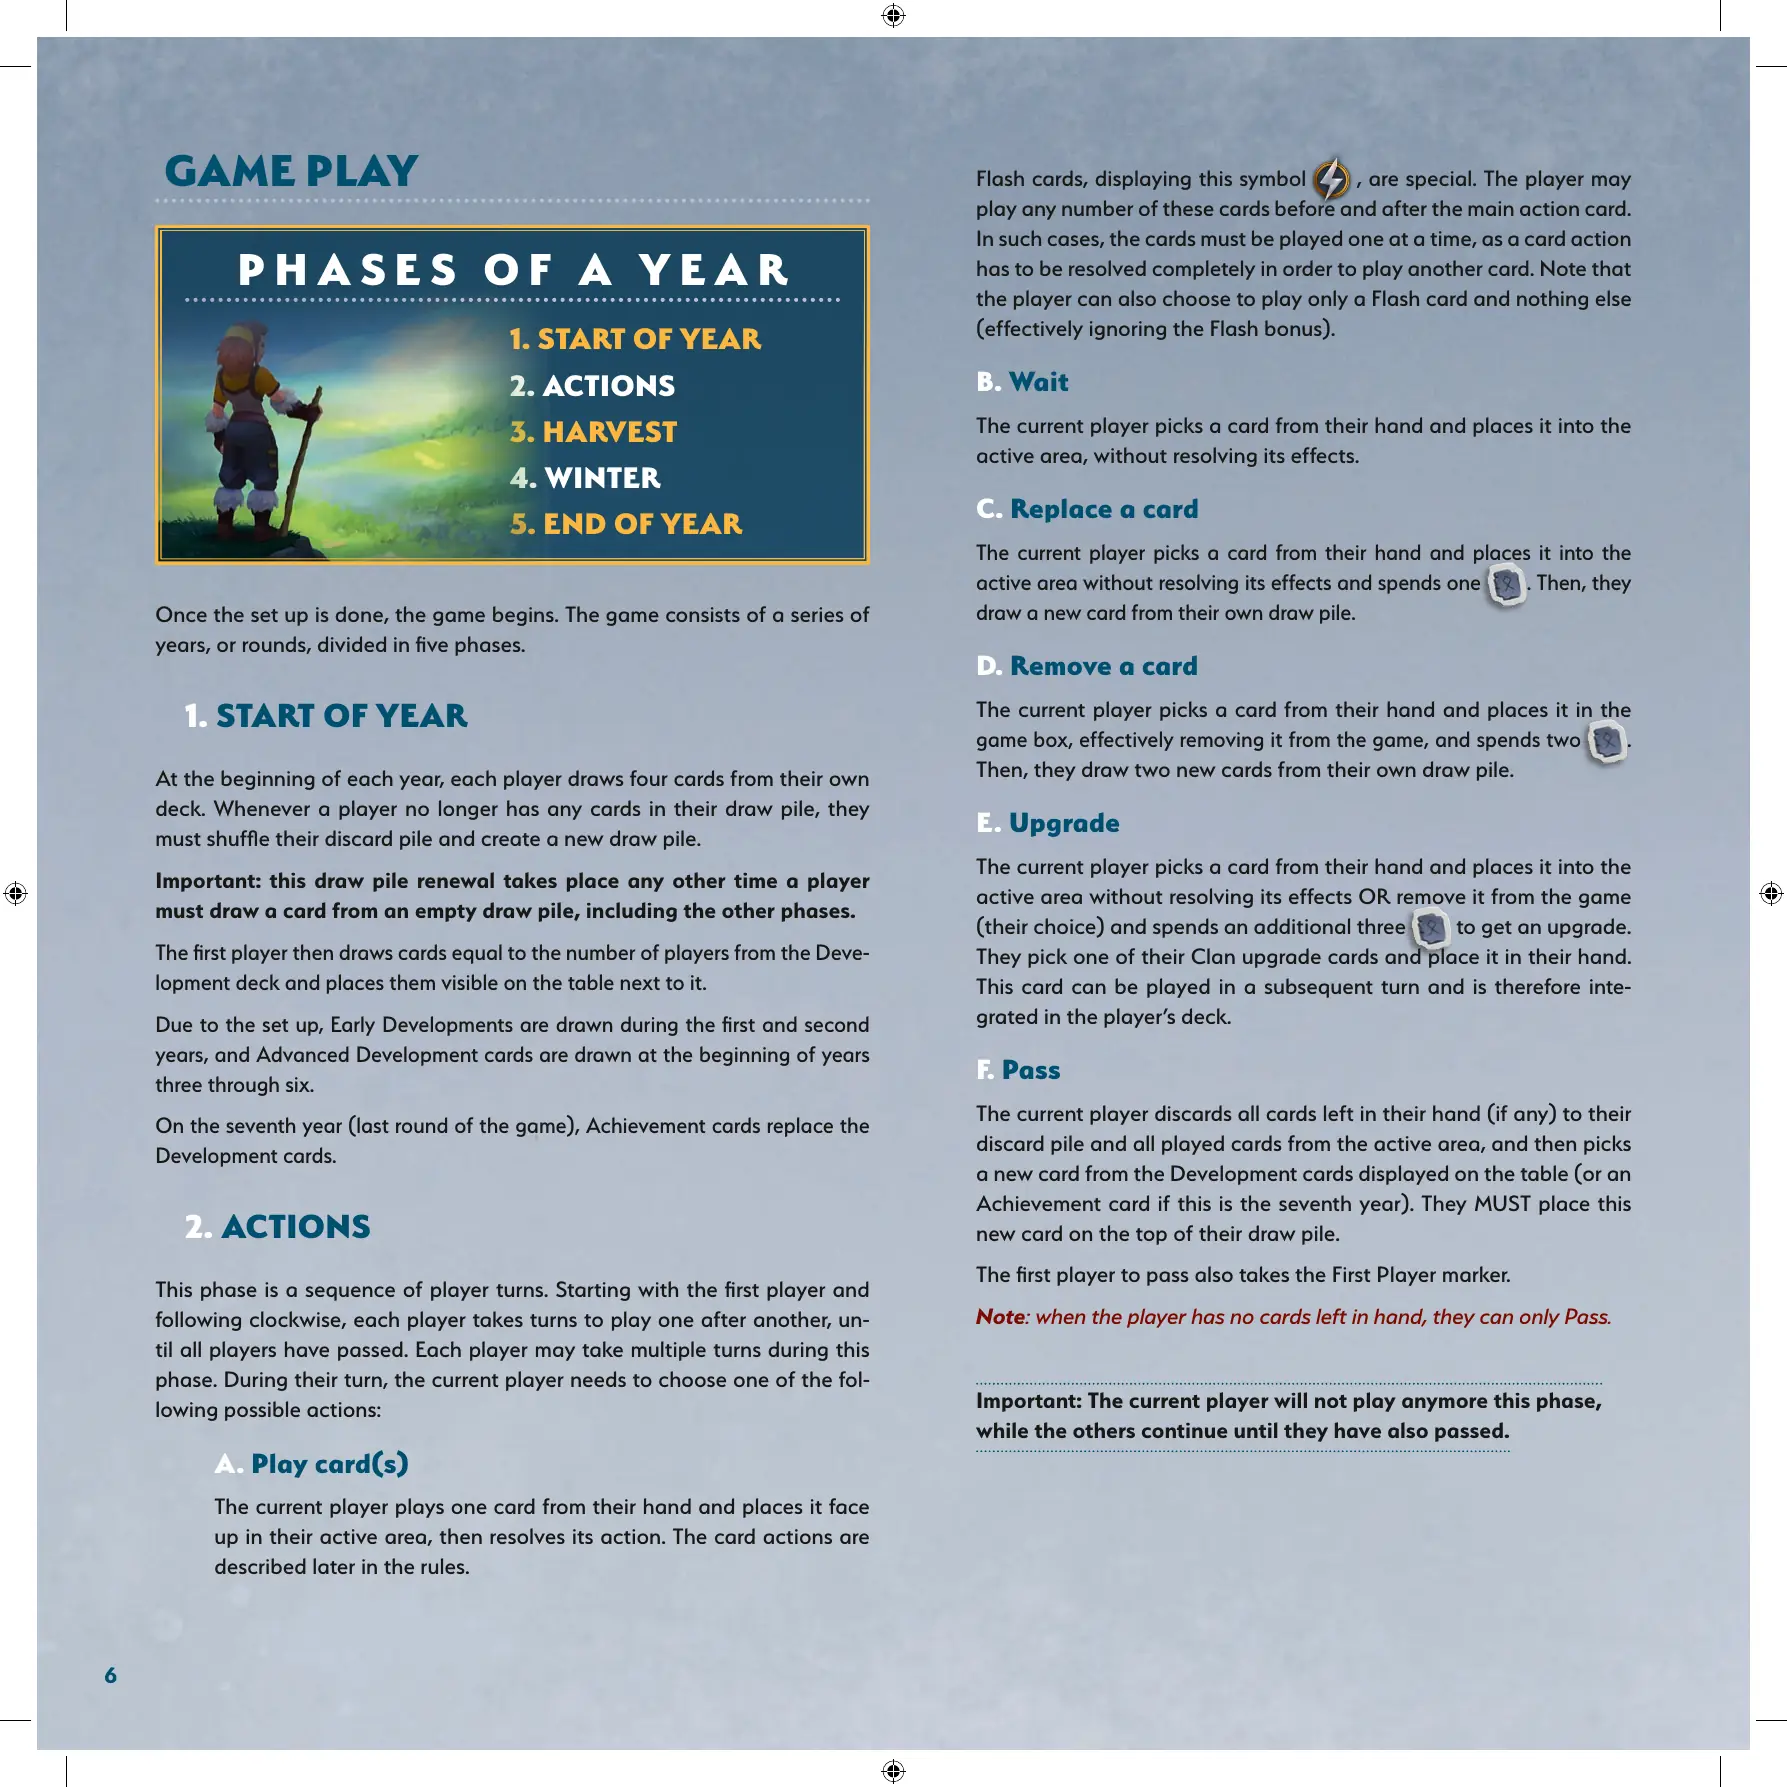 GAME PLAY
PHASES OF A YEAR
1. START OF YEAR
2. ACTIONS
3. HARVEST
4. WINTER
5. END OF YEAR
Once the set up is done, the game begins. The game consists of a series of
years, or rounds, divided in five phases.
1. START OF YEAR
At the beginning of each year, each player draws four cards from their own
deck. Whenever a player no longer has any cards in their draw pile, they
must shuffle their discard pile and create a new draw pile.
Important: this draw pile renewal takes place any other time a player
must draw a card from an empty draw pile, including the other phases.
The first player then draws cards equal to the number of players from the Deve-
lopment deck and places them visible on the table next to it.
Due to the set up, Early Developments are drawn during the first and second
years, and Advanced Development cards are drawn at the beginning of years
three through six.
On the seventh year (last round of the game), Achievement cards replace the
Development cards.
2. ACTIONS
This phase is a sequence of player turns. Starting with the first player and
following clockwise, each player takes turns to play one after another, un-
til all players have passed. Each player may take multiple turns during this
phase. During their turn, the current player needs to choose one of the fol-
lowing possible actions:
A. Play card(s)
The current player plays one card from their hand and places it face
up in their active area, then resolves its action. The card actions are
described later in the rules.
6
Flash cards, displaying this symbol , are special. The player may
play any number of these cards before and after the main action card.
In such cases, the cards must be played one at a time, as a card action
has to be resolved completely in order to play another card. Note that
the player can also choose to play only a Flash card and nothing else
(effectively ignoring the Flash bonus).
B. Wait
The current player picks a card from their hand and places it into the
active area, without resolving its effects.
C. Replace a card
The current player picks a card from their hand and places it into the
active area without resolving its effects and spends one . Then, they
draw a new card from their own draw pile.
D. Remove a card
The current player picks a card from their hand and places it in the
game box, effectively removing it from the game, and spends two .
Then, they draw two new cards from their own draw pile.
E. Upgrade
The current player picks a card from their hand and places it into the
active area without resolving its effects OR remove it from the game
(their choice) and spends an additional three to get an upgrade.
They pick one of their Clan upgrade cards and place it in their hand.
This card can be played in a subsequent turn and is therefore inte-
grated in the player's deck.
F. Pass
The current player discards all cards left in their hand (if any) to their
discard pile and all played cards from the active area, and then picks
a new card from the Development cards displayed on the table (or an
Achievement card if this is the seventh year). They MUST place this
new card on the top of their draw pile.
The first player to pass also takes the First Player marker.
Note: when the player has no cards left in hand, they can only Pass.
Important: The current player will not play anymore this phase,
while the others continue until they have also passed.